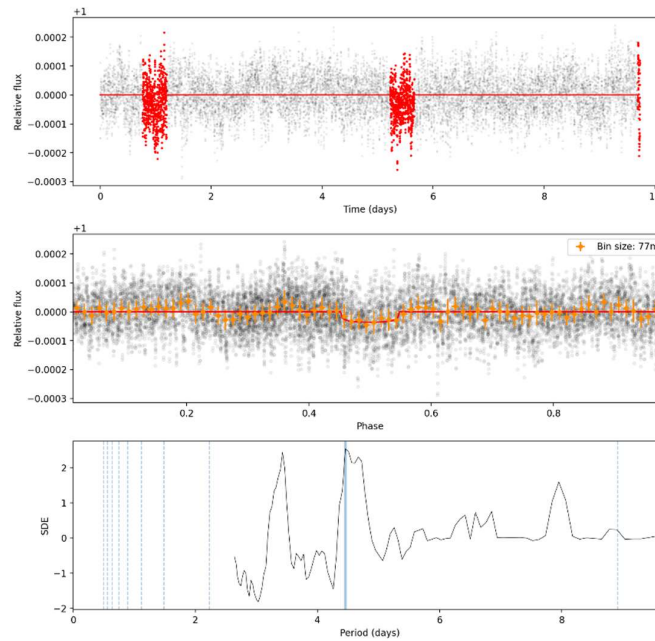 +1
0.0002
0.0001
0.0000
-0.0001
-0.0002
-0.0003
Relative flux
0 2 4 6 8
Time (days)
+1
0.0002
0.0001
0.0000
-0.0001
-0.0002
-0.0003
Relative flux
Bin size: 77
0.2 0.4 0.6 0.8
Phase
2
1
0
-1
-2
SDE
0 2 4 6 8
Period (days)